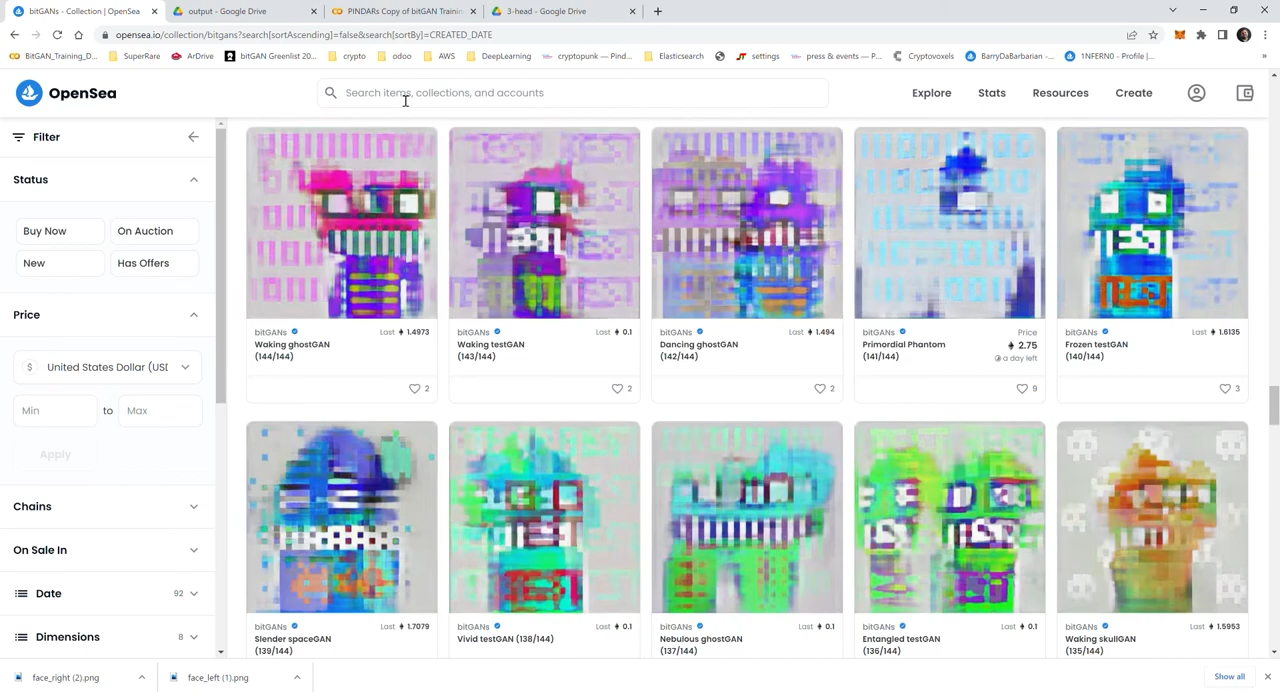 bitGANs - Collection | OpenSea
output - Google Drive
PINDARs Copy of bitGAN Trainin
3-head - Google Drive
opensea.io/collection/bitgans?search[sortAscending]=false&search[sortBy]=CREATED_DATE
BitGAN_Training_D...
SuperRare
ArDrive
bitGAN Greenlist 20...
crypto
odoo
AWS
DeepLearning
cryptopunk — Pind...
Elasticsearch
settings
press & events — P...
Cryptovoxels
BarryDaBarbarian -...
1NFERN0 - Profile |...
»
OpenSea
Search items, collections, and accounts
Explore
Stats
Resources
Create
Filter
Status
Buy Now
On Auction
New
Has Offers
Price
$ United States Dollar (USD
Min
to
Max
Apply
Chains
On Sale In
Date 92
Dimensions 8
bitGANs Last 1.4973
Waking ghostGAN
(144/144)
2
bitGANs Last 0.1
Waking testGAN
(143/144)
2
bitGANs Last 1.494
Dancing ghostGAN
(142/144)
2
bitGANs Price
Primordial Phantom 2.75
(141/144) a day left
9
bitGANs Last 1.6135
Frozen testGAN
(140/144)
3
bitGANs Last 1.7079
Slender spaceGAN
(139/144)
bitGANs Last 0.1
Vivid testGAN (138/144)
bitGANs Last 0.1
Nebulous ghostGAN
(137/144)
bitGANs Last 0.1
Entangled testGAN
(136/144)
bitGANs Last 1.5953
Waking skullGAN
(135/144)
face_right (2).png
face_left (1).png
Show all